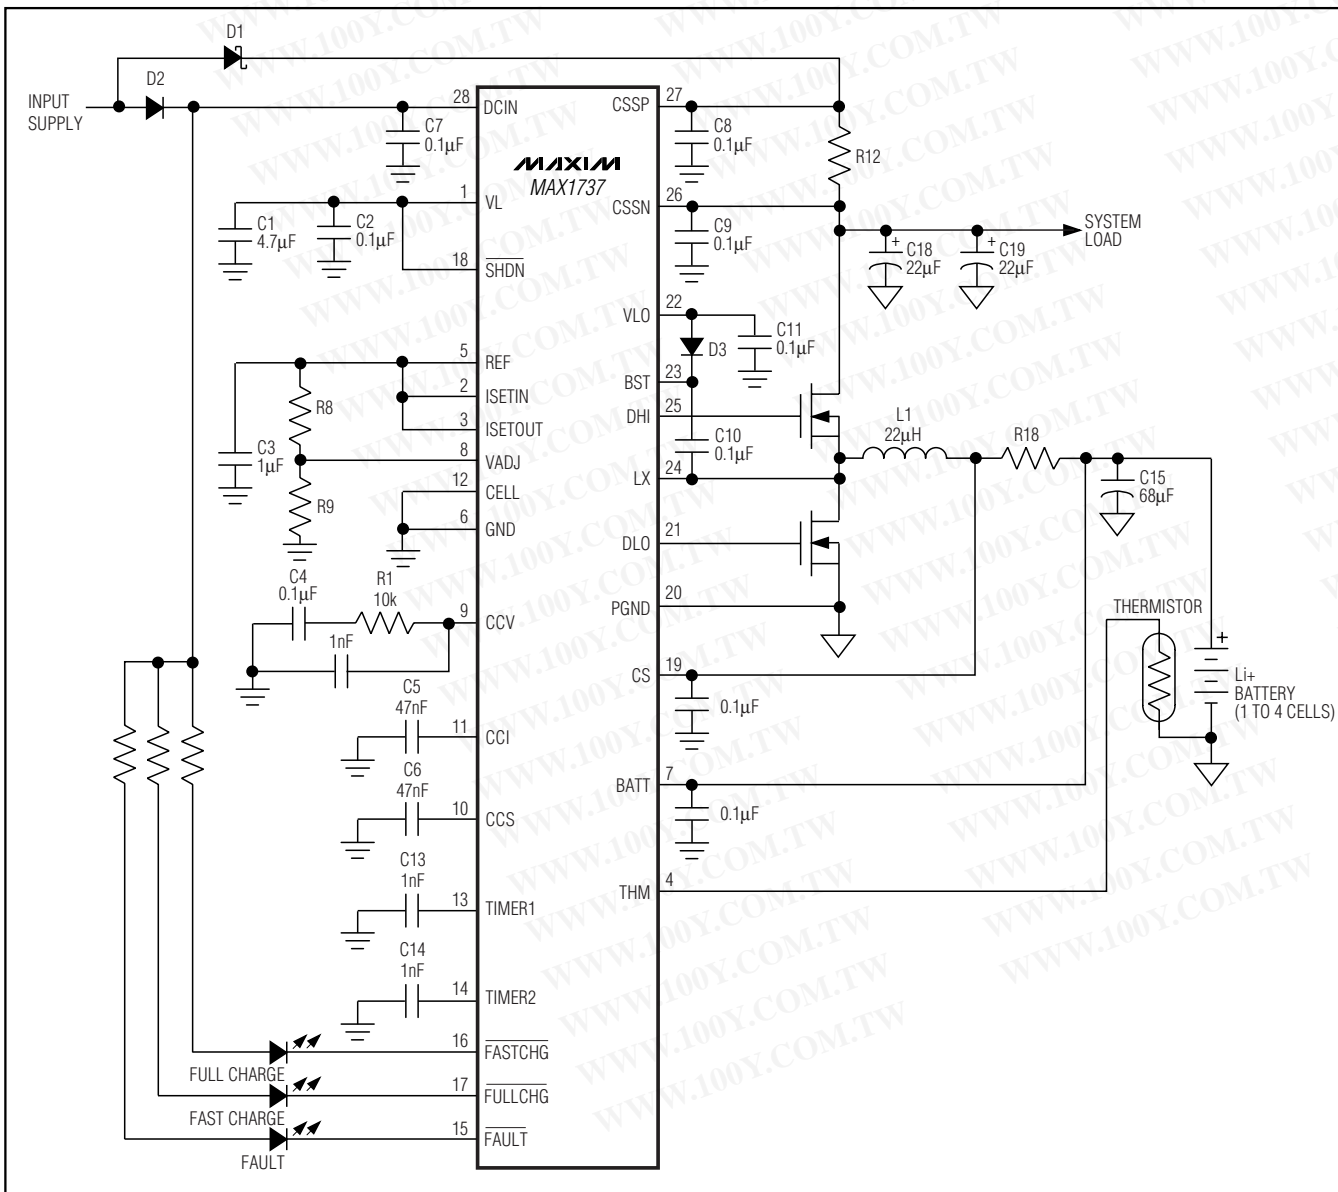 D1
D2
INPUT
SUPPLY
28
DCIN
CSSP
27
C7
0.1µF
C8
0.1µF
R12
MAXIM
MAX1737
1
VL
CSSN
26
C1
4.7µF
C2
0.1µF
C9
0.1µF
SYSTEM
LOAD
C18
22µF
C19
22µF
+
+
18
SHDN
VLO
22
D3
C11
0.1µF
5
REF
BST
23
2
ISETIN
DHI
25
R8
3
ISETOUT
L1
22µH
R18
C3
1µF
8
VADJ
C10
0.1µF
LX
24
12
CELL
C15
68µF
R9
6
GND
DLO
21
C4
0.1µF
R1
10k
9
CCV
PGND
20
THERMISTOR
1nF
+
CS
19
Li+
BATTERY
(1 TO 4 CELLS)
0.1µF
C5
47nF
11
CCI
C6
47nF
BATT
7
0.1µF
10
CCS
C13
1nF
THM
4
13
TIMER1
C14
1nF
14
TIMER2
16
FASTCHG
FULL CHARGE
17
FULLCHG
FAST CHARGE
15
FAULT
FAULT
WWW.100Y.COM.TW